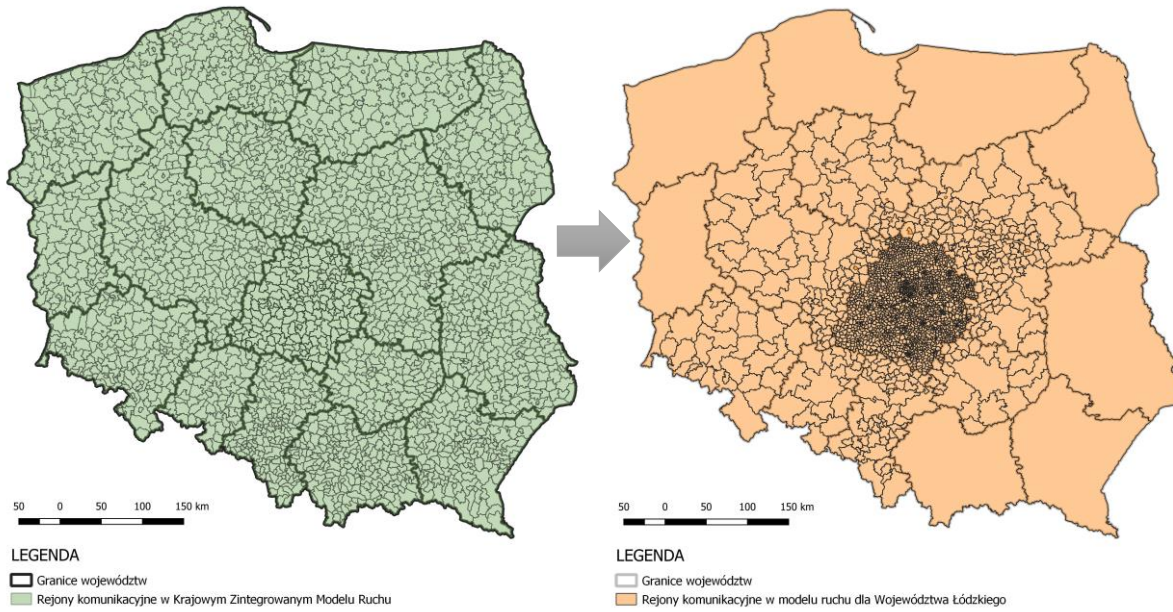 50 0 50 100 150 km
LEGENDA
Granice województw
Rejony komunikacyjne w Krajowym Zintegrowanym Modelu Ruchu
50 0 50 100 150 km
LEGENDA
Granice województw
Rejony komunikacyjne w modelu ruchu dla Województwa Łódzkiego